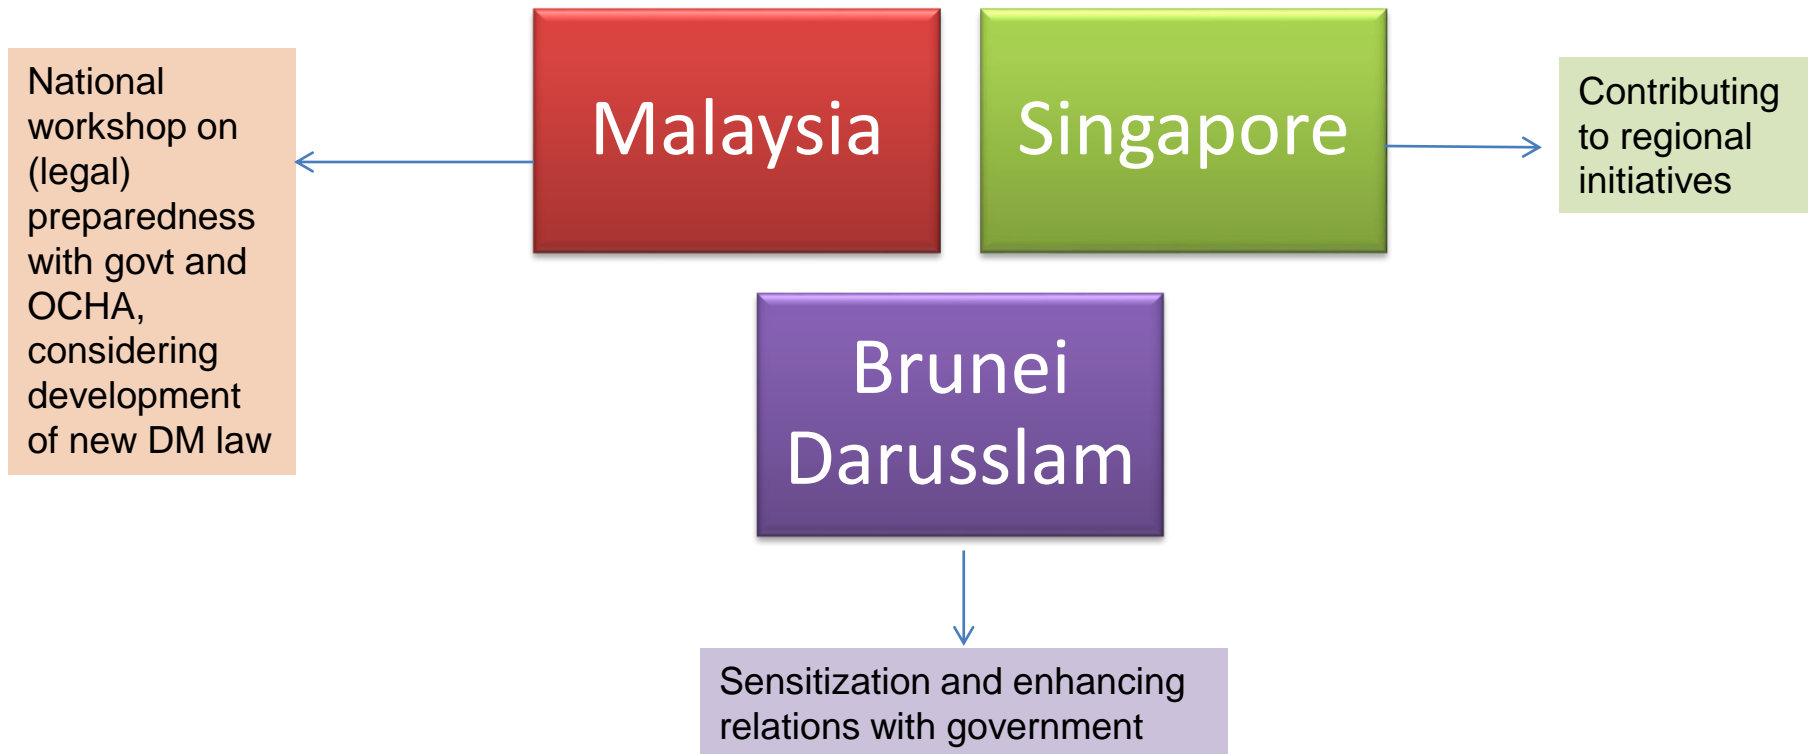 National
workshop on
(legal)
preparedness
with govt and
OCHA,
considering
development
of new DM law
Malaysia
Singapore
Contributing
to regional
initiatives
Brunei
Darusslam
Sensitization and enhancing
relations with government